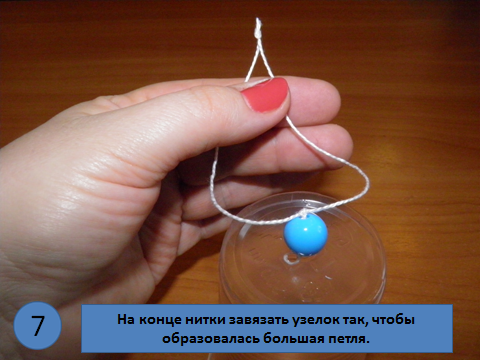 7
На конце нитки завязать узелок так, чтобы
образовалась большая петля.